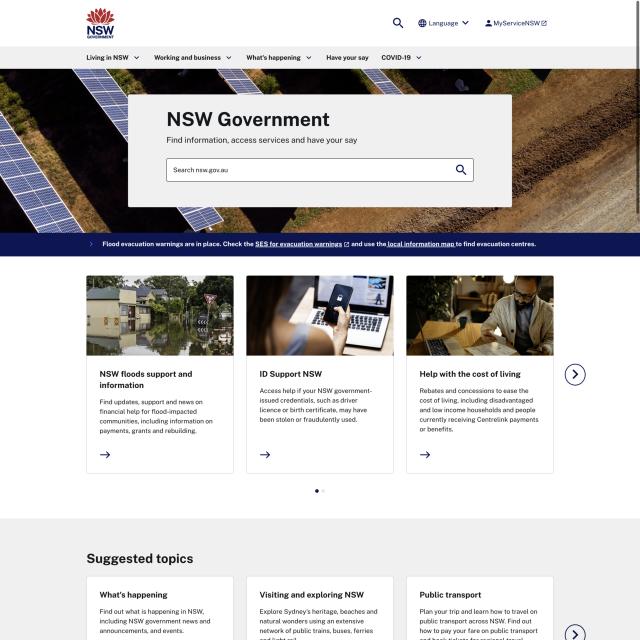 NSW
GOVERNMENT
Language
MyServiceNSW
Living in NSW
Working and business
What's happening
Have your say
COVID-19
NSW Government
Find information, access services and have your say
Search nsw.gov.au
Flood evacuation warnings are in place. Check the SES for evacuation warnings and use the local information map to find evacuation centres.
NSW floods support and
information
Find updates, support and news on
financial help for flood-impacted
communities, including information on
payments, grants and rebuilding.
ID Support NSW
Access help if your NSW government-
issued credentials, such as driver
licence or birth certificate, may have
been stolen or fraudulently used.
Help with the cost of living
Rebates and concessions to ease the
cost of living, including disadvantaged
and low income households and people
currently receiving Centrelink payments
or benefits.
Suggested topics
What's happening
Find out what is happening in NSW,
including NSW government news and
announcements, and events.
Visiting and exploring NSW
Explore Sydney's heritage, beaches and
natural wonders using an extensive
network of public trains, buses, ferries
Public transport
Plan your trip and learn how to travel on
public transport across NSW. Find out
how to pay your fare on public transport